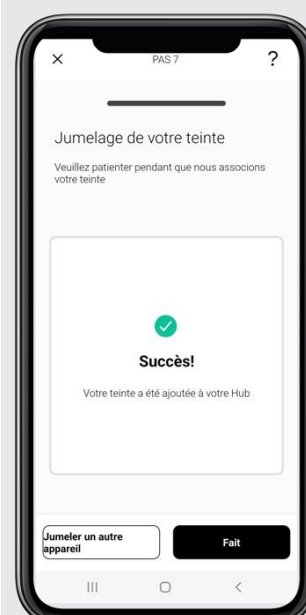 PAS 7
?
Jumelage de votre teinte
Veuillez patienter pendant que nous associons
votre teinte
Succès!
Votre teinte a été ajoutée à votre Hub
Jumeler un autre
appareil
Fait